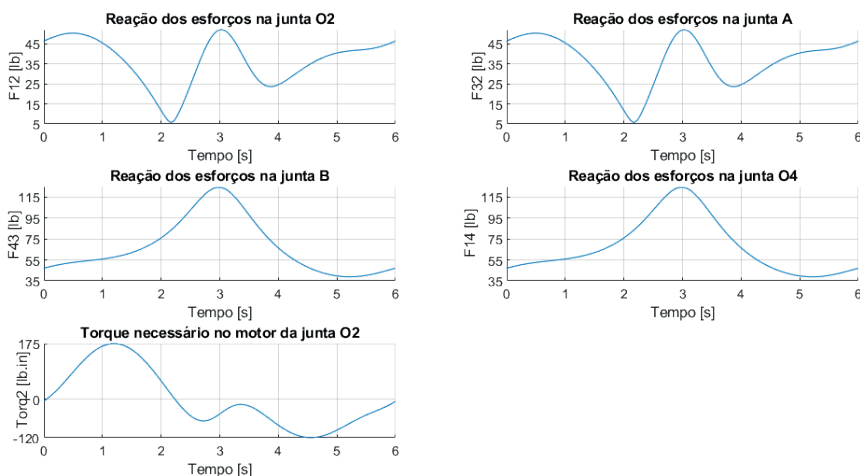 Reação dos esforços na junta O2
F12 [lb]
45
35
25
15
5
0 1 2 3 4 5 6
Tempo [s]
Reação dos esforços na junta A
F32 [lb]
45
35
25
15
5
0 1 2 3 4 5 6
Tempo [s]
Reação dos esforços na junta B
F43 [lb]
115
95
75
55
35
0 1 2 3 4 5 6
Tempo [s]
Reação dos esforços na junta O4
F14 [lb]
115
95
75
55
35
0 1 2 3 4 5 6
Tempo [s]
Torque necessário no motor da junta O2
Torq2 [lb.in]
175
0
-120
0 1 2 3 4 5 6
Tempo [s]